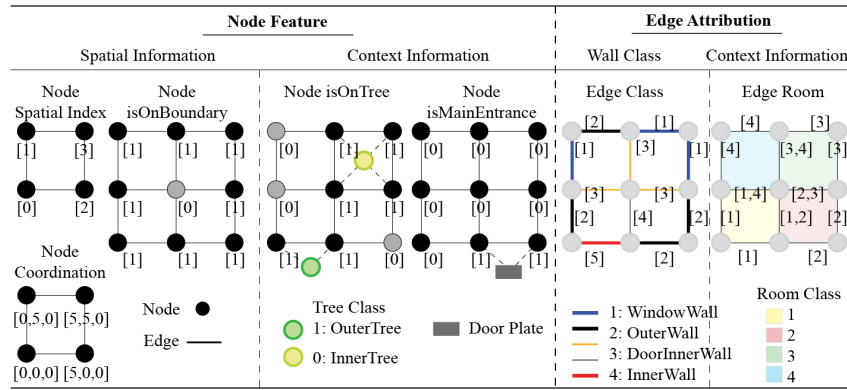 Node Feature
Edge Attribution
Spatial Information
Context Information
Wall Class
Context Information
Node
Spatial Index
Node
isOnBoundary
Node isOnTree
Node
isMainEntrance
Edge Class
Edge Room
[1] [3]
[0] [2]
[1] [1] [1]
[1] [0] [1]
[1] [1] [1]
[0] [1] [1]
[0]
[0] [1] [1]
[1] [1] [0]
[0] [0] [0]
[0] [0] [0]
[0] [1] [1]
[2] [1]
[1] [3] [1]
[3] [3]
[2] [4] [2]
[5] [2]
[4] [3]
[4] [3,4] [3]
[1,4] [2,3]
[1] [1,2] [2]
[1] [2]
Node
Coordination
[0,5,0] [5,5,0]
[0,0,0] [5,0,0]
Node
Edge
Tree Class
1: OuterTree
0: InnerTree
Door Plate
1: WindowWall
2: OuterWall
3: DoorInnerWall
4: InnerWall
Room Class
1
2
3
4